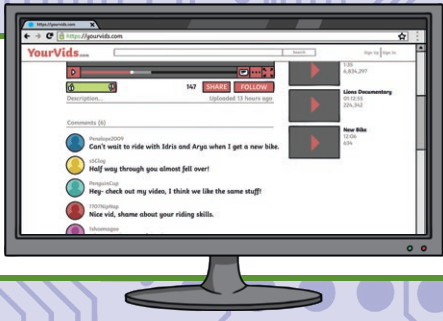 https://yourvids.com
https://yourvids.com
YourVids.com
Search
Sign Up | Sign In
1:35
6,834,297
147 SHARE FOLLOW
Description... Uploaded 13 hours ago
Lions Documentary
01:12:55
224,342
Comments (6)
New Bike
12:06
634
Penelope2009
Can't wait to ride with Idris and Arya when I get a new bike.
Half way through you almost fell over!
PenguinCup
Hey- check out my video, I think we like the same stuff!
1707HipHop
Nice vid, shame about your riding skills.